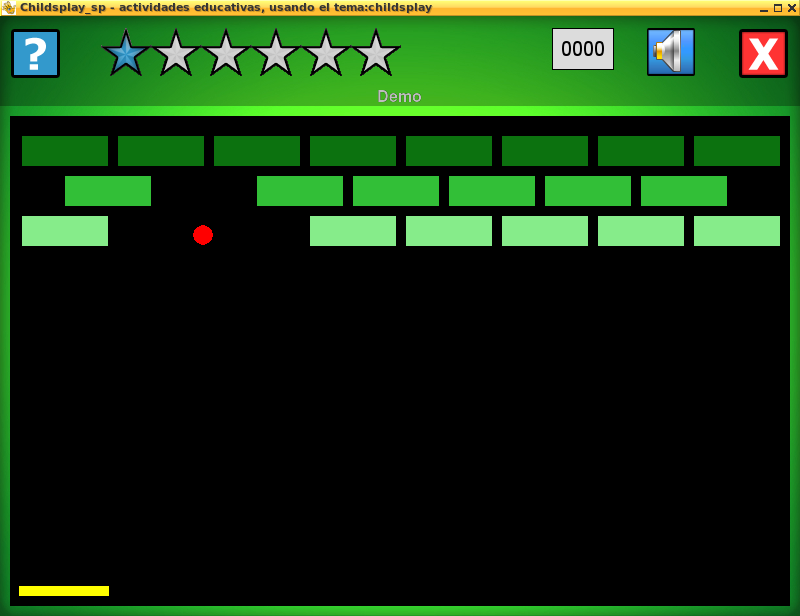 Childsplay_sp - actividades educativas, usando el tema:childsplay
?
0000
X
Demo